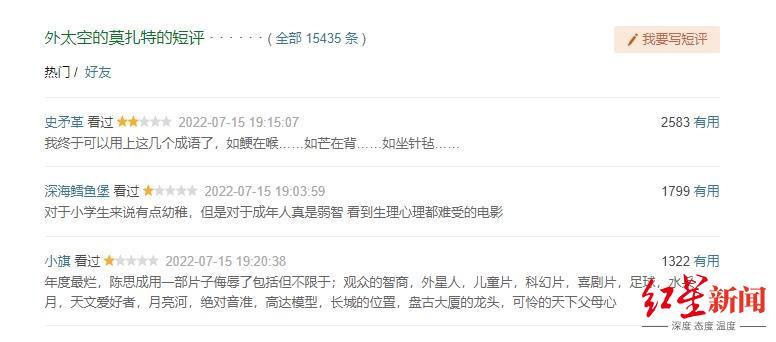 外太空的莫扎特的短评 · · · · · · ( 全部 15435 条 )
我要写短评
热门 / 好友
史矛革 看过 2022-07-15 19:15:07
2583 有用
我终于可以用上这几个成语了，如鲠在喉……如芒在背……如坐针毡……
深海鳕鱼堡 看过 2022-07-15 19:03:59
1799 有用
对于小学生来说有点幼稚，但是对于成年人真是弱智 看到生理心理都难受的电影
小旗 看过 2022-07-15 19:20:38
1322 有用
年度最烂，陈思成用一部片子侮辱了包括但不限于；观众的智商，外星人，儿童片，科幻片，喜剧片，足球，水
月，天文爱好者，月亮河，绝对音准，高达模型，长城的位置，盘古大厦的龙头，可怜的天下父母心
红星新闻
深度 态度 温度